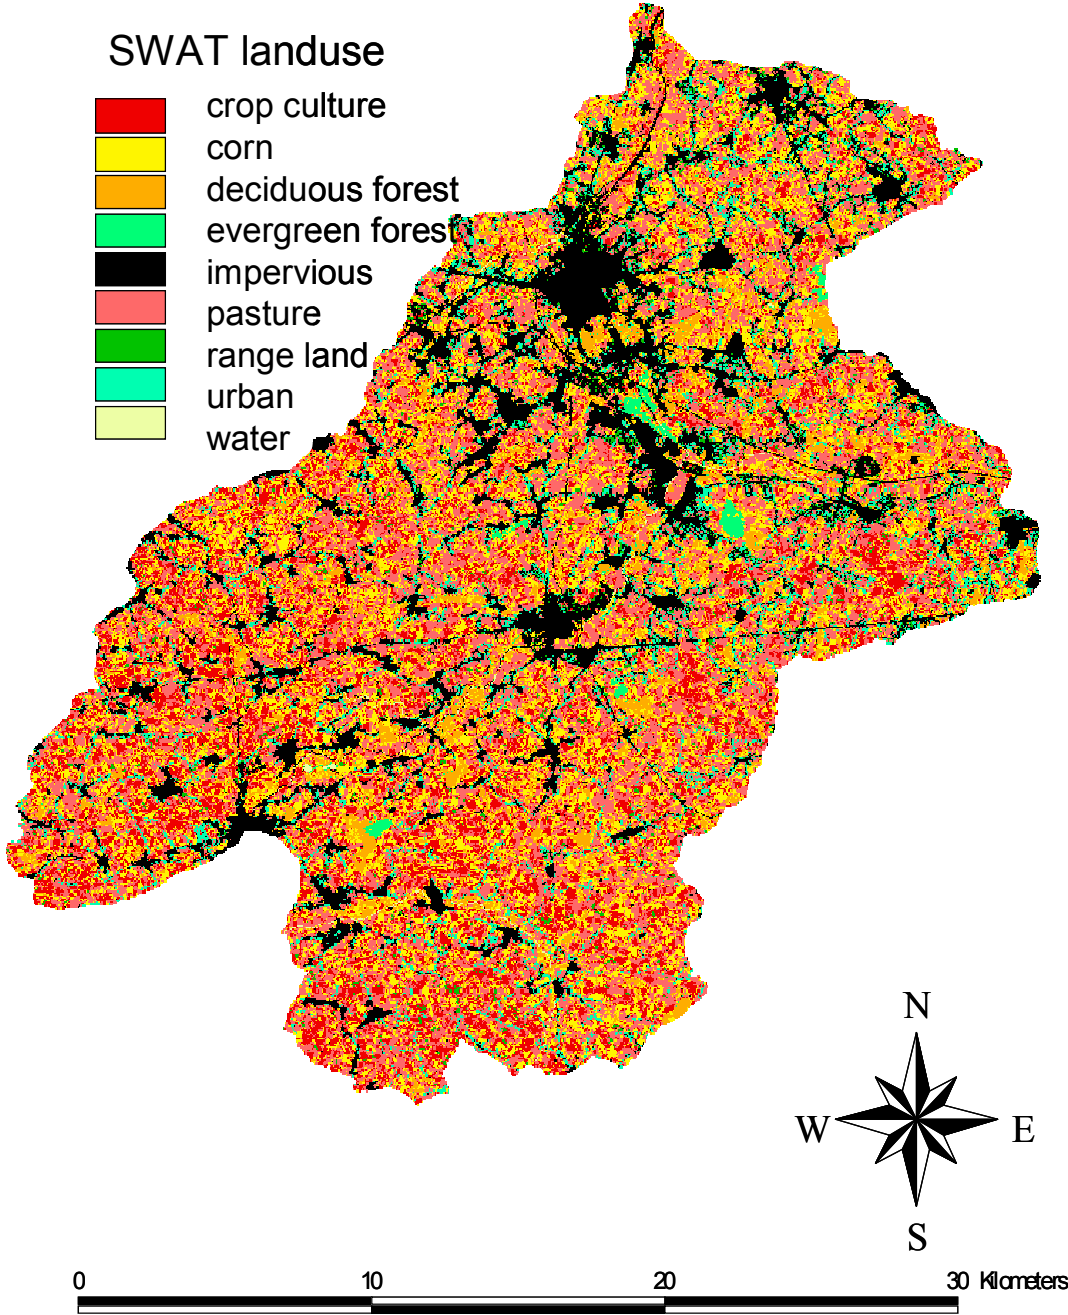 SWAT landuse
crop culture
corn
deciduous forest
evergreen forest
impervious
pasture
range land
urban
water
N
W E
S
0 10 20 30 Kilometers